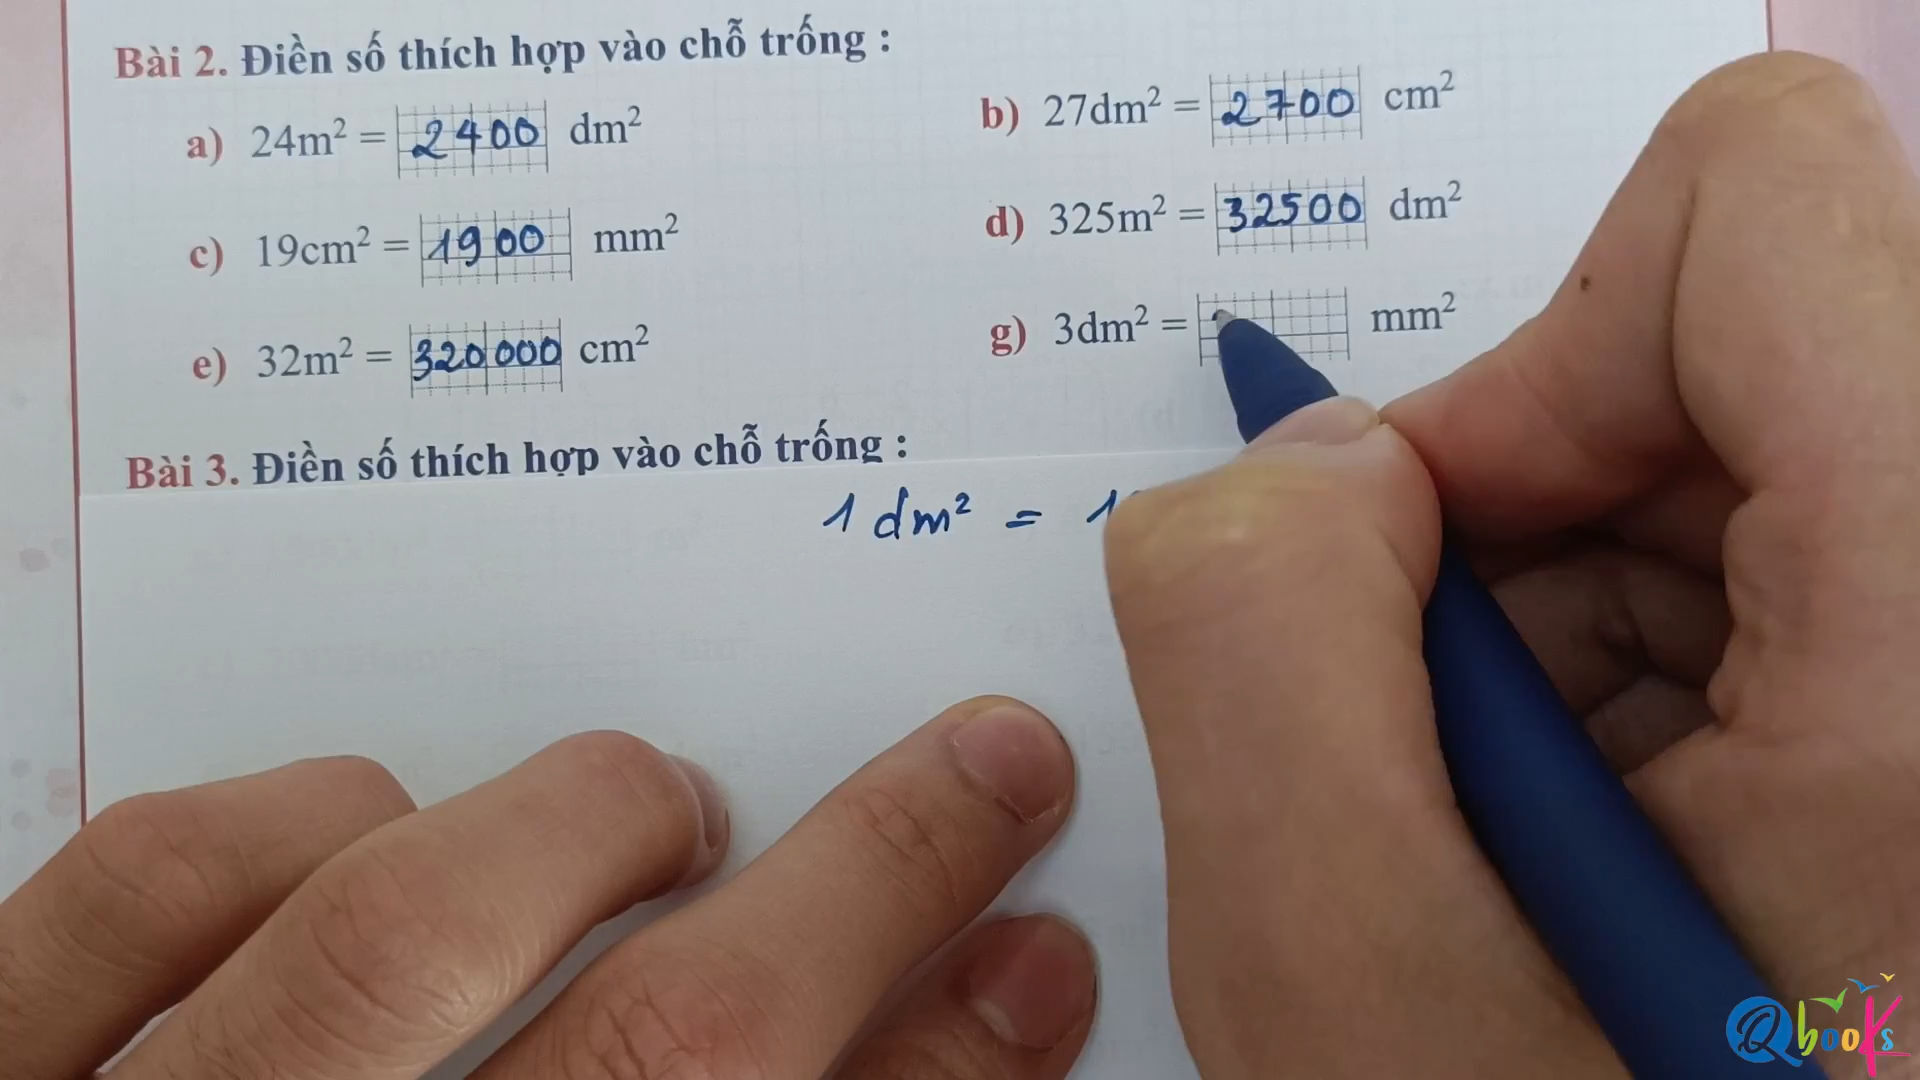 Bài 2. Điền số thích hợp vào chỗ trống :
a) 24m² = 2400 dm²
b) 27dm² = 2700 cm²
c) 19cm² = 1900 mm²
d) 325m² = 32500 dm²
e) 32m² = 320000 cm²
g) 3dm² = mm²
Bài 3. Điền số thích hợp vào chỗ trống :
1 dm² = 1
Qbooks